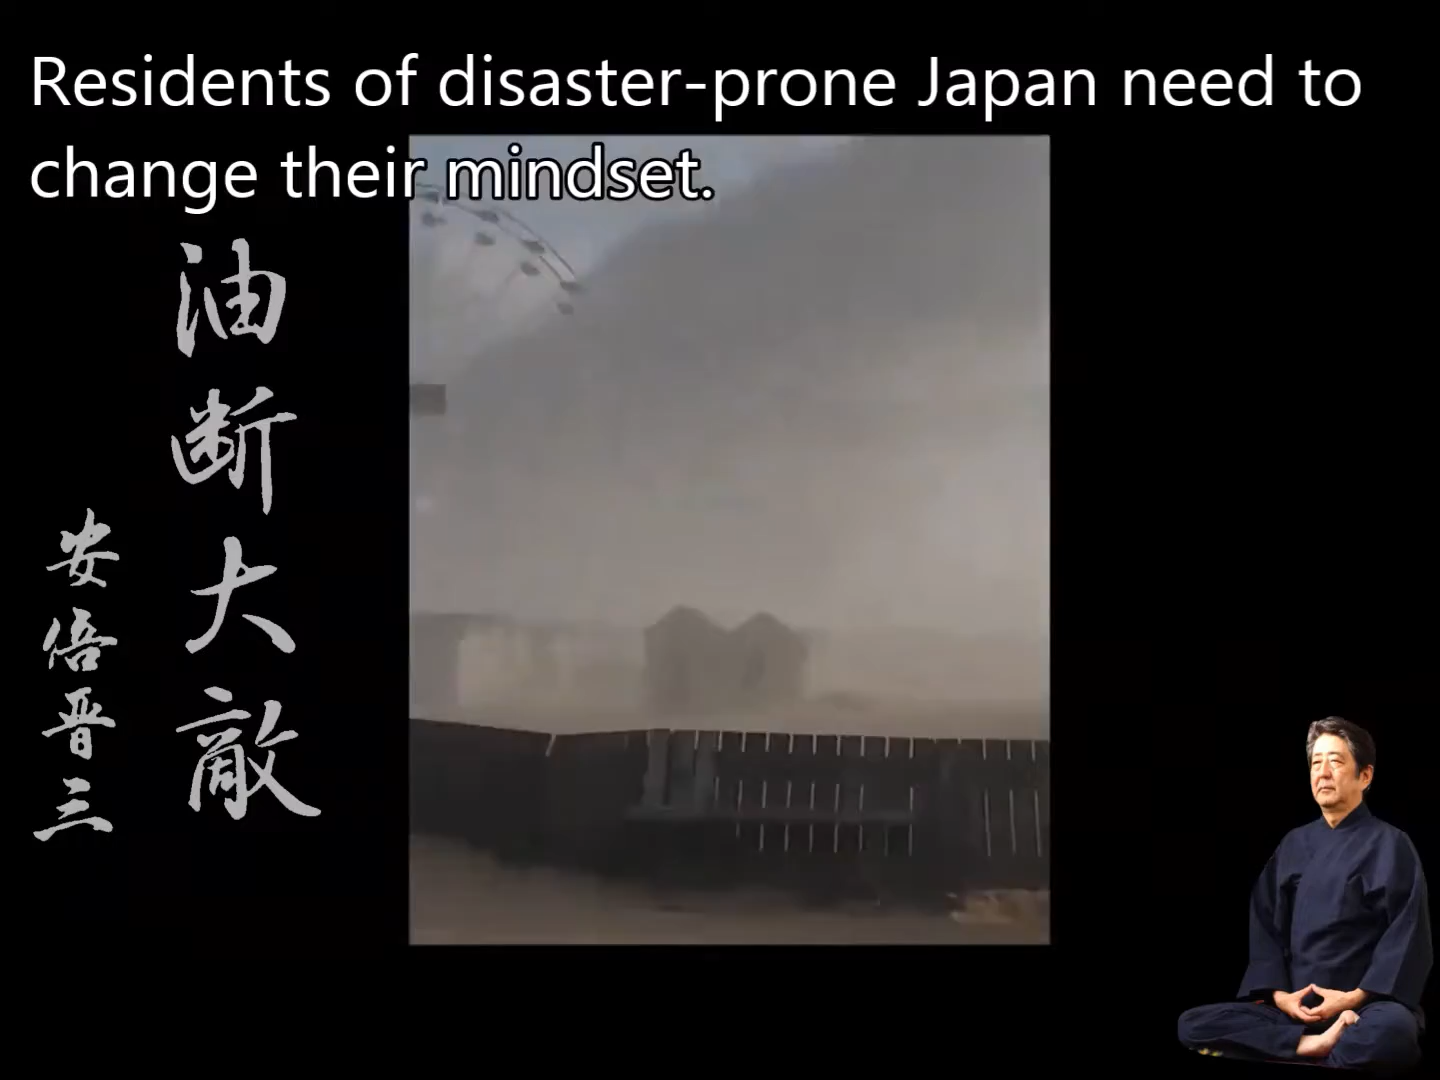 Residents of disaster-prone Japan need to
change their mindset.
油断大敵
安倍晋三